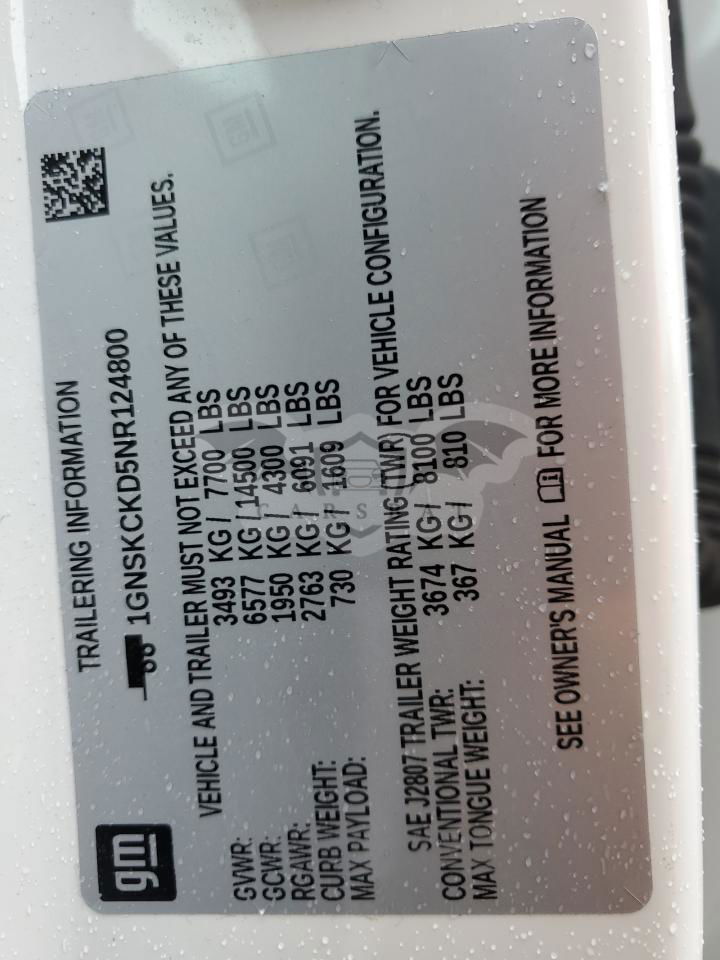 TRAILERING INFORMATION
gm
1GNSKCKD5NR124800
VEHICLE AND TRAILER MUST NOT EXCEED ANY OF THESE VALUES.
GVWR: 3493 KG / 7700 LBS
GCWR: 6577 KG / 14500 LBS
RGAWR: 1950 KG / 4300 LBS
CURB WEIGHT: 2763 KG / 6091 LBS
MAX PAYLOAD: 730 KG / 1609 LBS
SAE J2807 TRAILER WEIGHT RATING (TWR) FOR VEHICLE CONFIGURATION.
CONVENTIONAL TWR: 3674 KG / 8100 LBS
MAX TONGUE WEIGHT: 367 KG / 810 LBS
SEE OWNER'S MANUAL FOR MORE INFORMATION